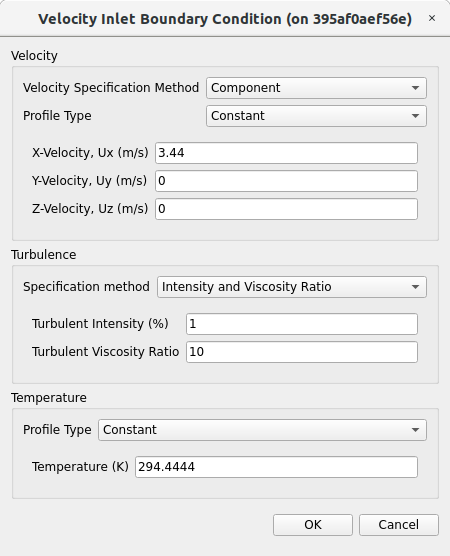 Velocity Inlet Boundary Condition (on 395af0aef56e) ×
Velocity
Velocity Specification Method Component
Profile Type Constant
X-Velocity, Ux (m/s) 3.44
Y-Velocity, Uy (m/s) 0
Z-Velocity, Uz (m/s) 0
Turbulence
Specification method Intensity and Viscosity Ratio
Turbulent Intensity (%) 1
Turbulent Viscosity Ratio 10
Temperature
Profile Type Constant
Temperature (K) 294.4444
OK Cancel